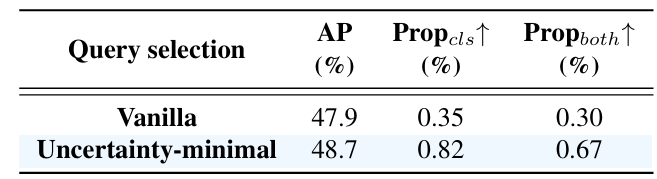 Query selection AP Prop_cls↑ Prop_both↑
(%) (%) (%)
Vanilla 47.9 0.35 0.30
Uncertainty-minimal 48.7 0.82 0.67